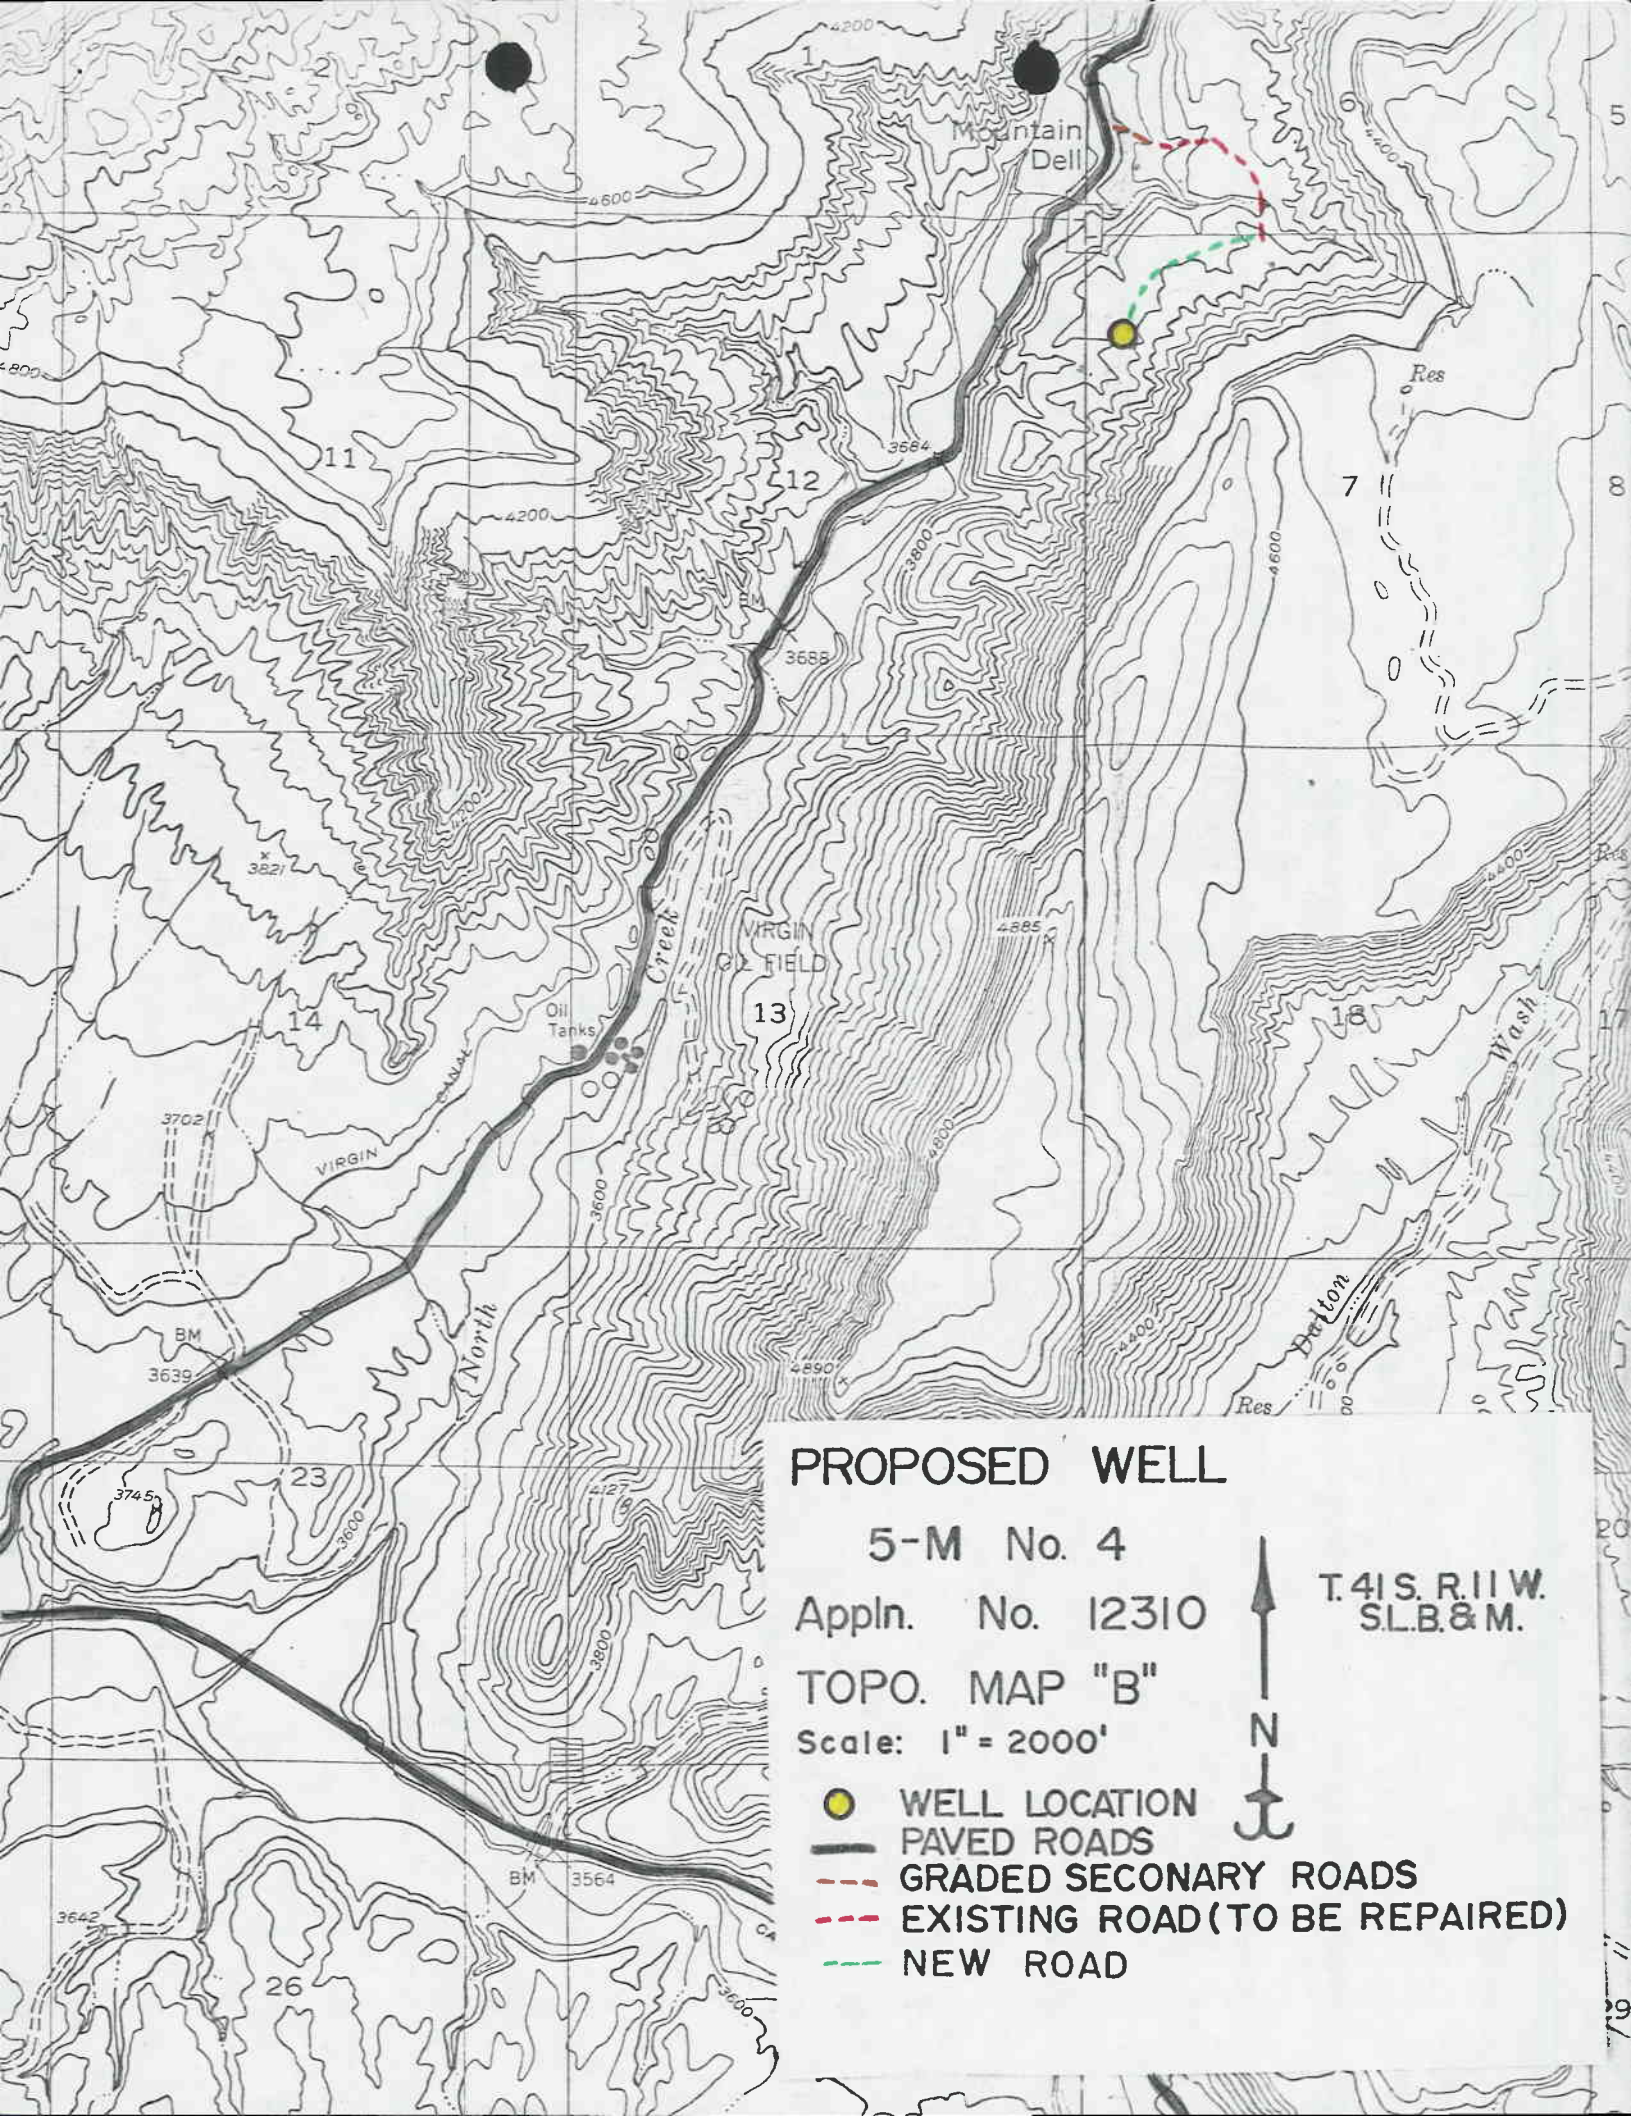 4200
2
1
6
5
4400
Mountain
Dell
4600
4800
Res
3684
11
12
7
8
4200
3800
4600
3688
4200
3821
4400
Res
Creek
VIRGIN
OIL FIELD
4885
Oil
Tanks
14
13
18
17
Wash
CANAL
3702
VIRGIN
4800
4400
3600
North
Dalton
BM
3639
4400
4890
Res
23
3745
4127
3600
3800
20
PROPOSED WELL
5-M No. 4
Appln. No. 12310
T. 41 S. R. 11 W.
S.L.B. & M.
TOPO. MAP "B"
Scale: 1" = 2000'
N
WELL LOCATION
PAVED ROADS
GRADED SECONARY ROADS
EXISTING ROAD (TO BE REPAIRED)
NEW ROAD
BM 3564
3642
CA
26
3600